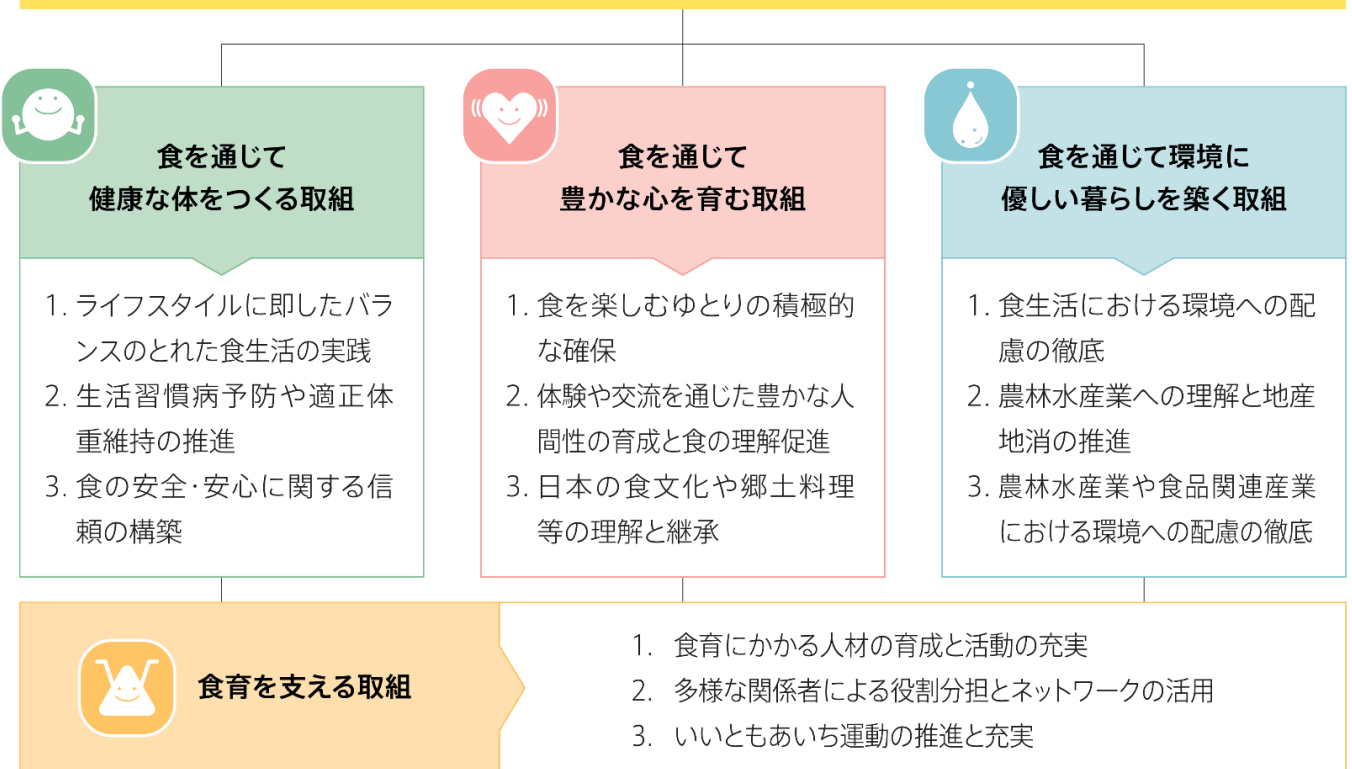 食を通じて
健康な体をつくる取組
1. ライフスタイルに即したバラ
ンスのとれた食生活の実践
2. 生活習慣病予防や適正体
重維持の推進
3. 食の安全・安心に関する信
頼の構築
食を通じて
豊かな心を育む取組
1. 食を楽しむゆとりの積極的
な確保
2. 体験や交流を通じた豊かな人
間性の育成と食の理解促進
3. 日本の食文化や郷土料理
等の理解と継承
食を通じて環境に
優しい暮らしを築く取組
1. 食生活における環境への配
慮の徹底
2. 農林水産業への理解と地産
地消の推進
3. 農林水産業や食品関連産業
における環境への配慮の徹底
食育を支える取組
1. 食育にかかる人材の育成と活動の充実
2. 多様な関係者による役割分担とネットワークの活用
3. いいともあいち運動の推進と充実